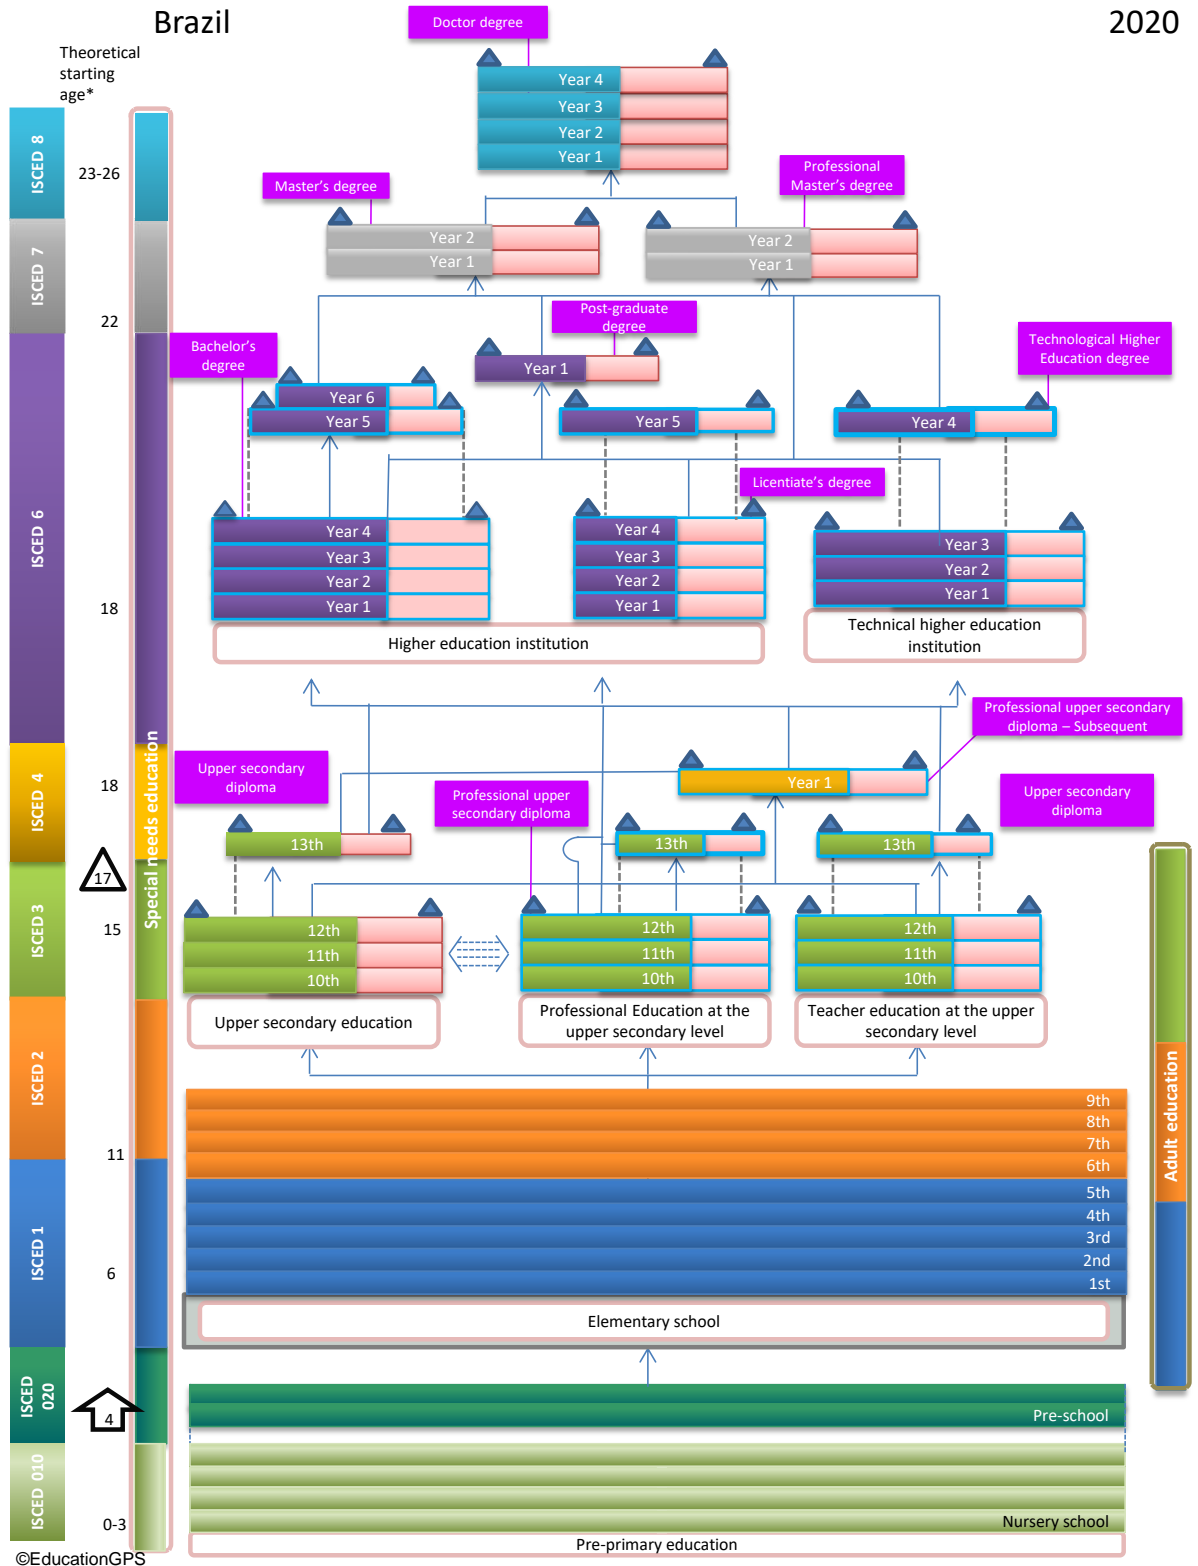 Brazil
2020
Theoretical
starting
age*
Doctor degree
Year 4
Year 3
Year 2
Year 1
ISCED 8
23-26
Master's degree
Professional
Master's degree
Year 2
Year 1
Year 2
Year 1
ISCED 7
22
Post-graduate
degree
Bachelor's
degree
Technological Higher
Education degree
Year 1
Year 6
Year 5
Year 5
Year 4
Licentiate's degree
ISCED 6
Year 4
Year 3
Year 2
Year 1
Year 4
Year 3
Year 2
Year 1
Year 3
Year 2
Year 1
18
Higher education institution
Technical higher education
institution
Professional upper secondary
diploma – Subsequent
Special needs education
ISCED 4
18
Upper secondary
diploma
Professional upper
secondary diploma
Year 1
Upper secondary
diploma
13th
13th
13th
17
ISCED 3
15
12th
11th
10th
12th
11th
10th
12th
11th
10th
Upper secondary education
Professional Education at the
upper secondary level
Teacher education at the upper
secondary level
ISCED 2
11
9th
8th
7th
6th
Adult education
ISCED 1
6
5th
4th
3rd
2nd
1st
Elementary school
ISCED
020
4
Pre-school
ISCED 010
0-3
Nursery school
Pre-primary education
©EducationGPS